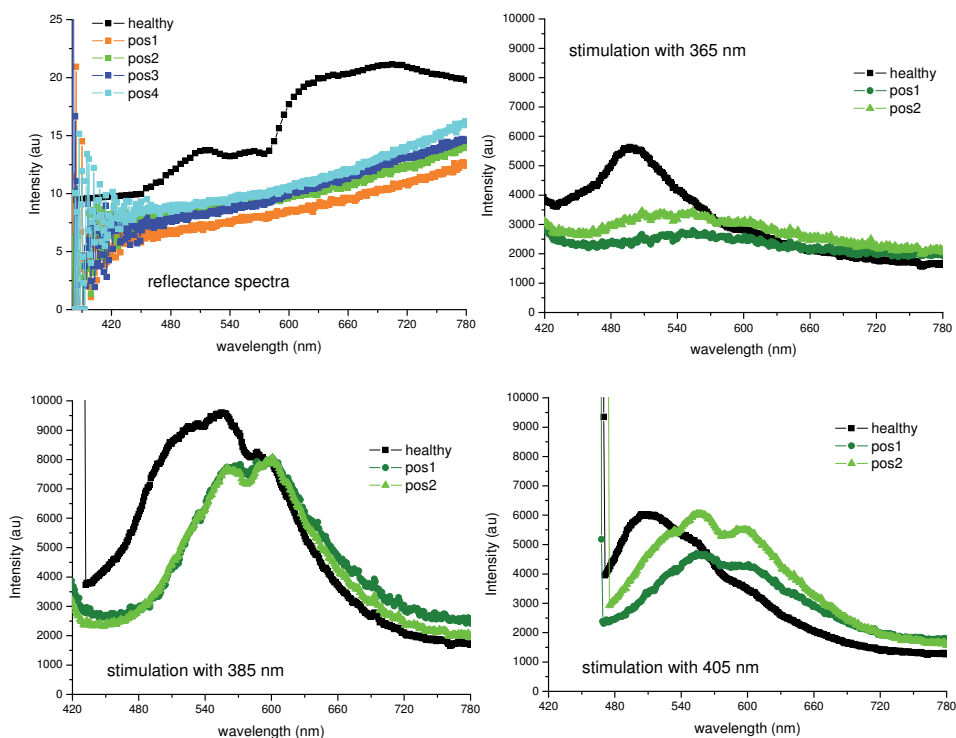 25
20
15
10
5
0
Intensity (au)
healthy
pos1
pos2
pos3
pos4
reflectance spectra
420 480 540 600 660 720 780
wavelength (nm)
10000
9000
8000
7000
6000
5000
4000
3000
2000
1000
0
Intensity (au)
stimulation with 365 nm
healthy
pos1
pos2
420 480 540 600 660 720 780
wavelength (nm)
10000
9000
8000
7000
6000
5000
4000
3000
2000
1000
0
Intensity (au)
healthy
pos1
pos2
stimulation with 385 nm
420 480 540 600 660 720 780
wavelength (nm)
10000
9000
8000
7000
6000
5000
4000
3000
2000
1000
0
Intensity (au)
healthy
pos1
pos2
stimulation with 405 nm
420 480 540 600 660 720 780
wavelength (nm)